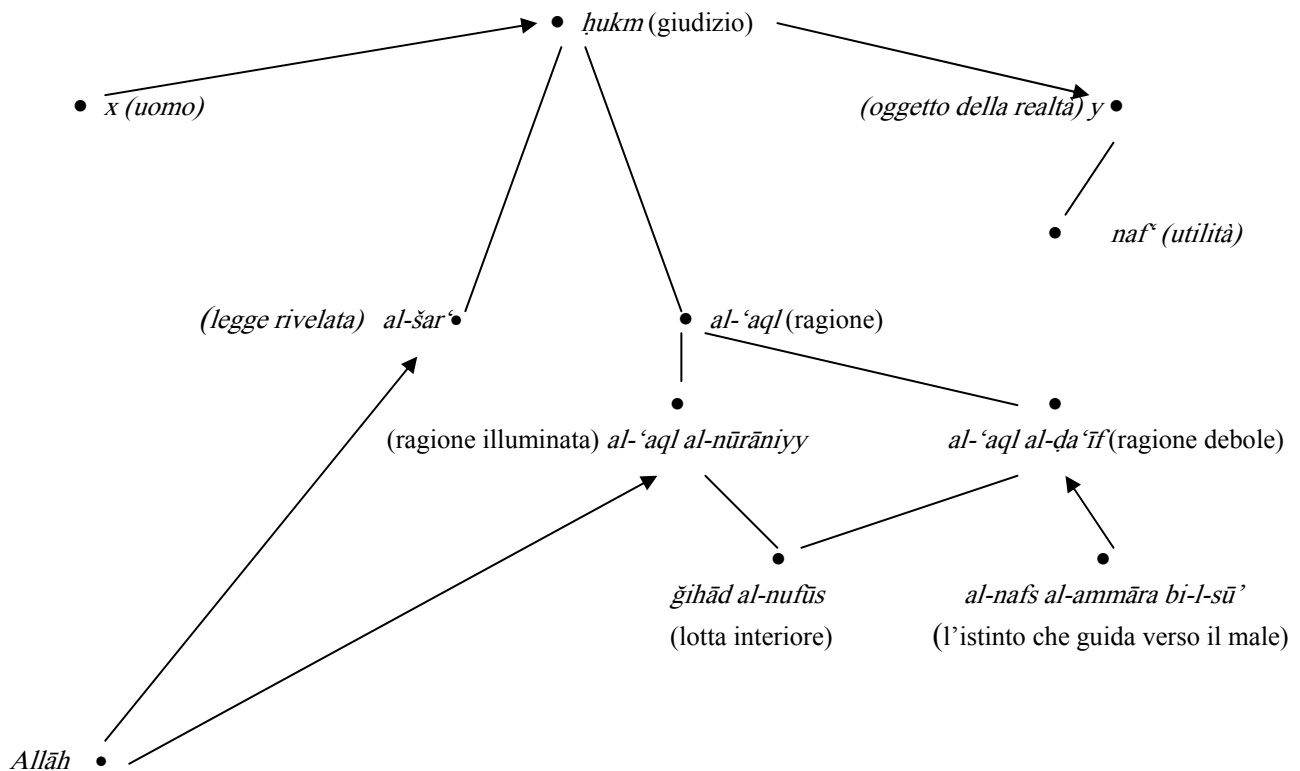 ḥukm (giudizio)
x (uomo)
(oggetto della realtà) y
nafʿ (utilità)
(legge rivelata) al-šar‘
al-‘aql (ragione)
(ragione illuminata) al-‘aql al-nūrāniyy
al-‘aql al-ḍa‘īf (ragione debole)
ğihād al-nufūs
(lotta interiore)
al-nafs al-ammāra bi-l-sū’
(l’istinto che guida verso il male)
Allāh